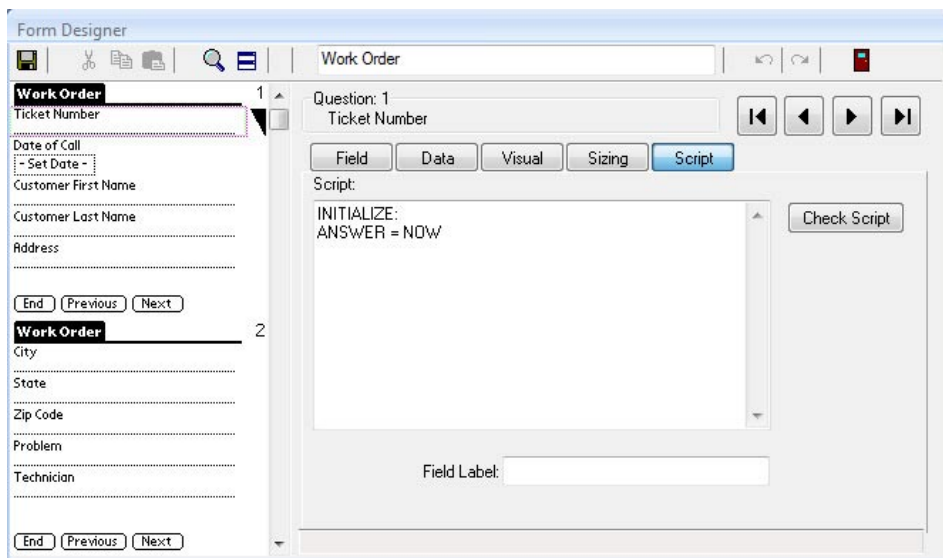 Form Designer
Work Order
Work Order 1
Ticket Number
Date of Call
- Set Date -
Customer First Name
Customer Last Name
Address
End Previous Next
Work Order 2
City
State
Zip Code
Problem
Technician
End Previous Next
Question: 1
Ticket Number
Field Data Visual Sizing Script
Script:
INITIALIZE:
ANSWER = NOW
Check Script
Field Label: